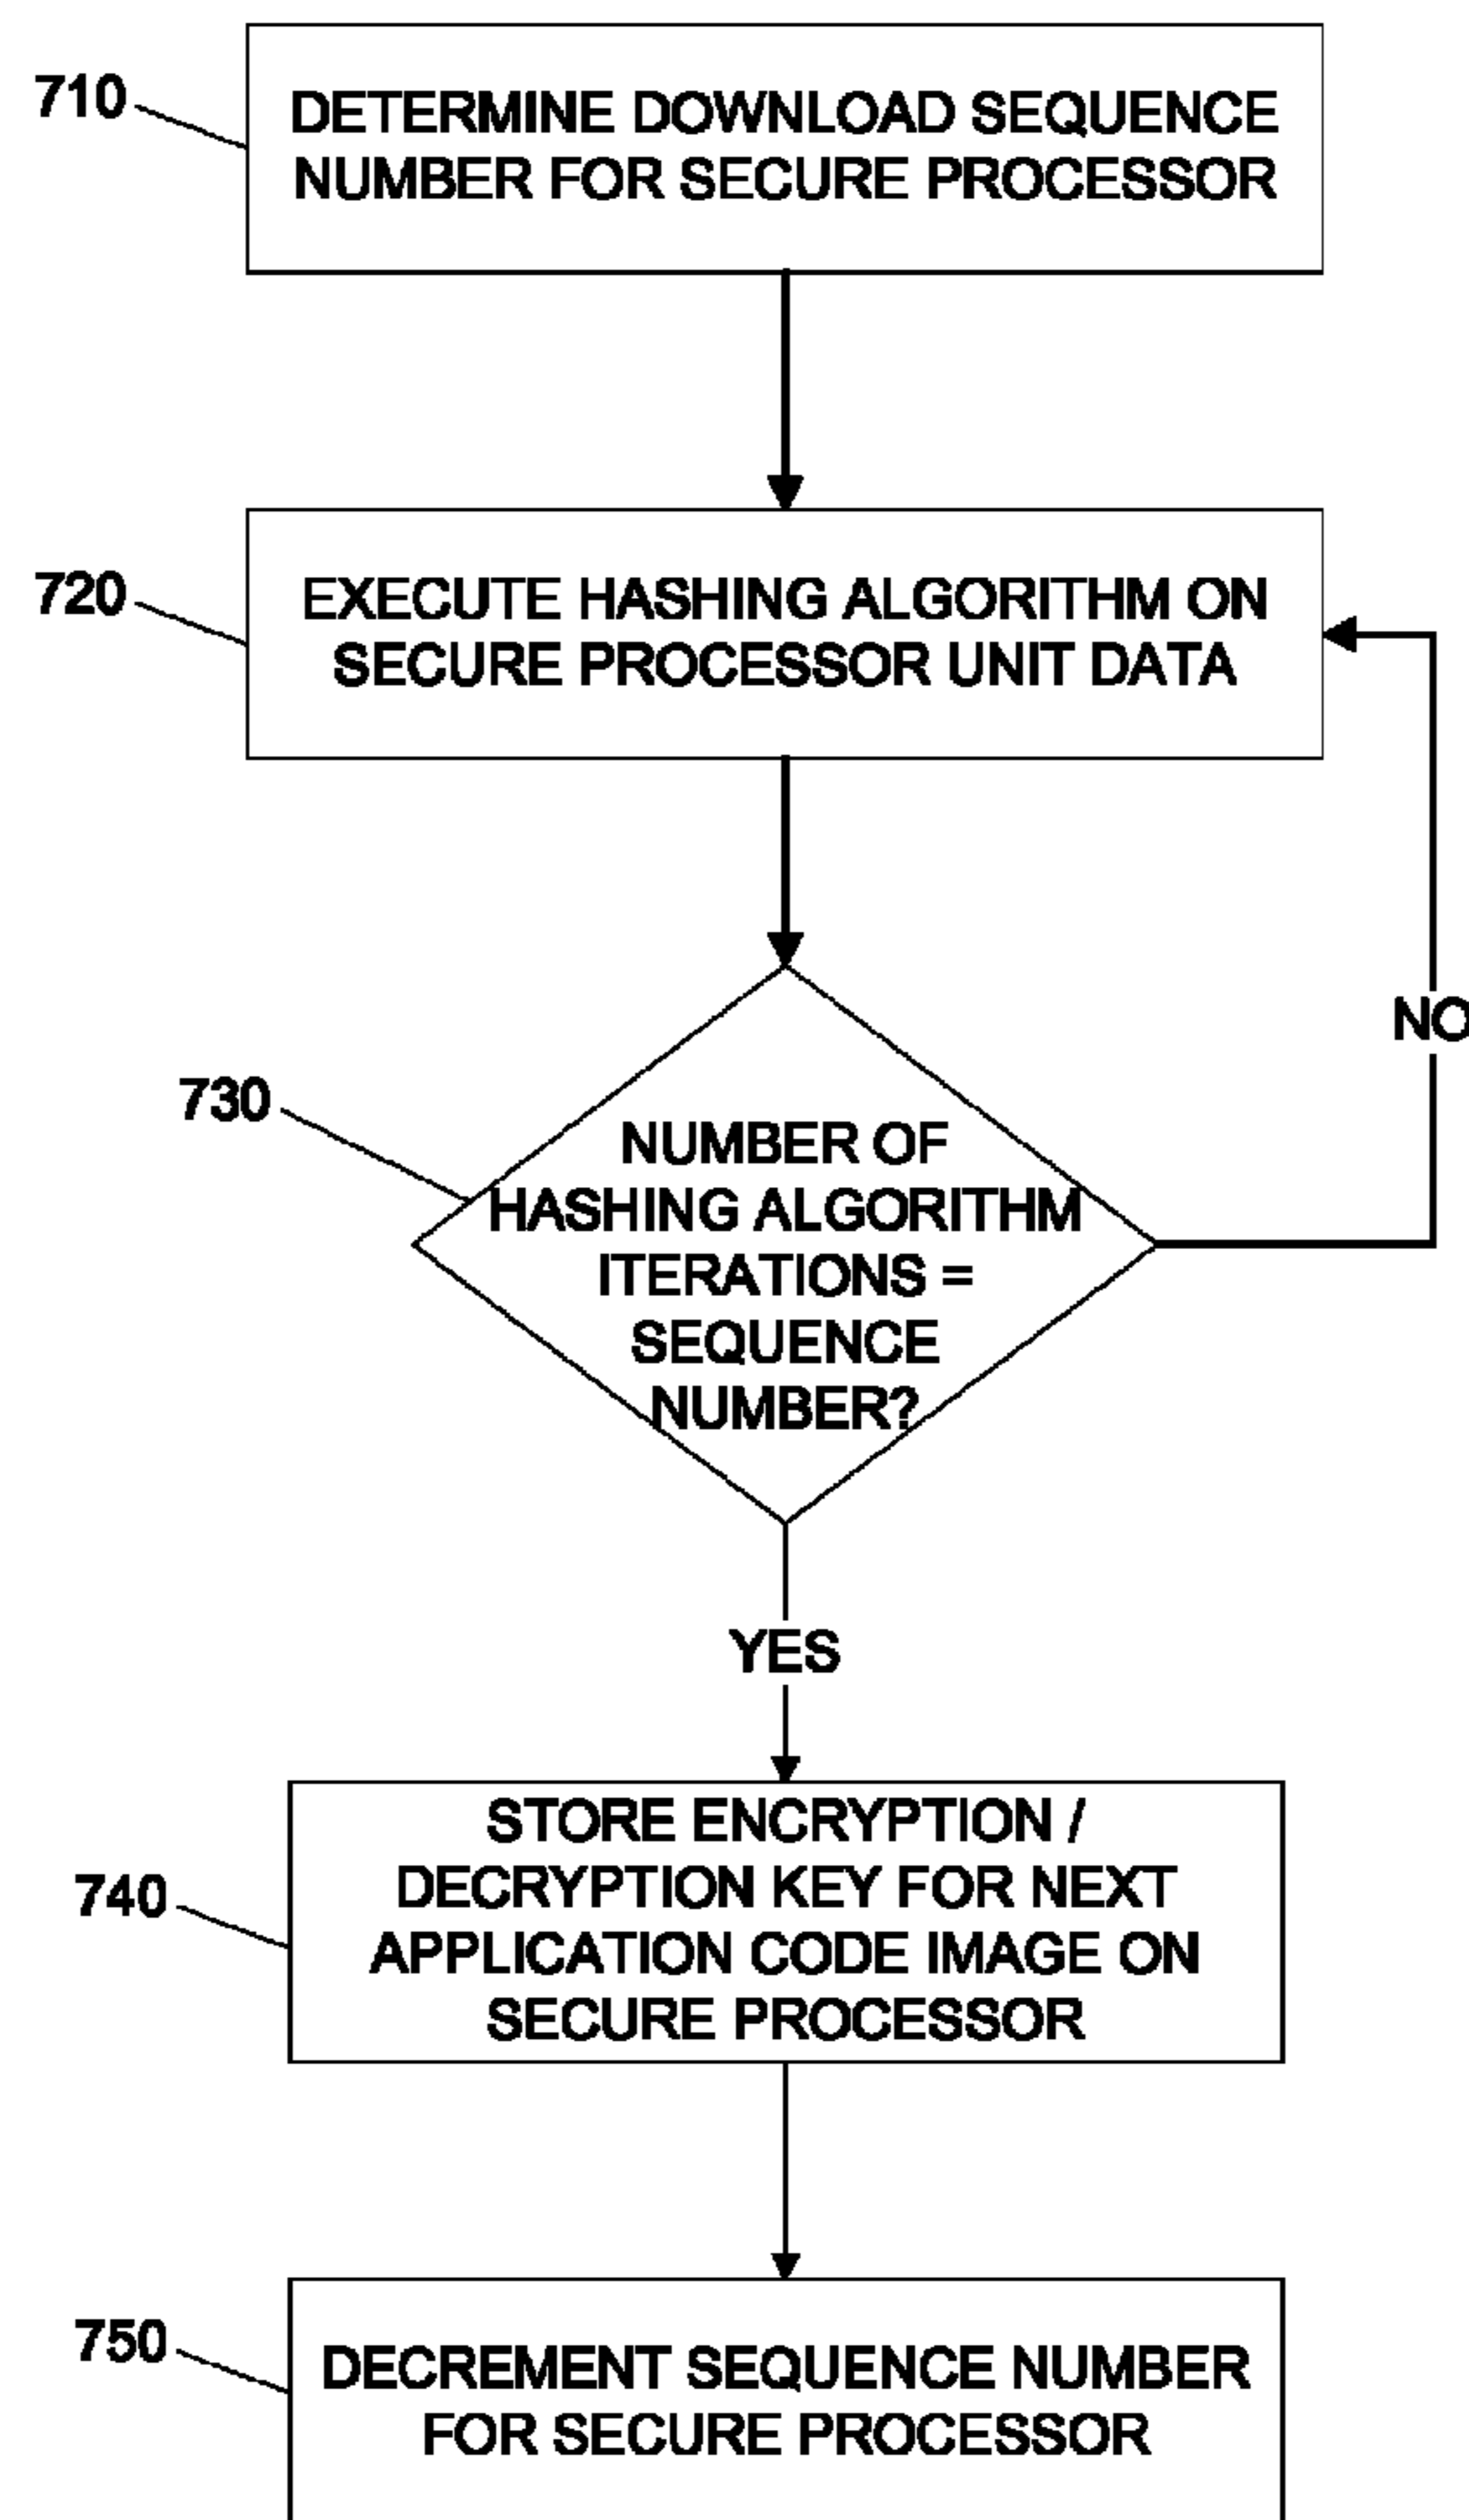 710
DETERMINE DOWNLOAD SEQUENCE
NUMBER FOR SECURE PROCESSOR
720
EXECUTE HASHING ALGORITHM ON
SECURE PROCESSOR UNIT DATA
NO
730
NUMBER OF
HASHING ALGORITHM
ITERATIONS =
SEQUENCE
NUMBER?
YES
740
STORE ENCRYPTION /
DECRYPTION KEY FOR NEXT
APPLICATION CODE IMAGE ON
SECURE PROCESSOR
750
DECREMENT SEQUENCE NUMBER
FOR SECURE PROCESSOR